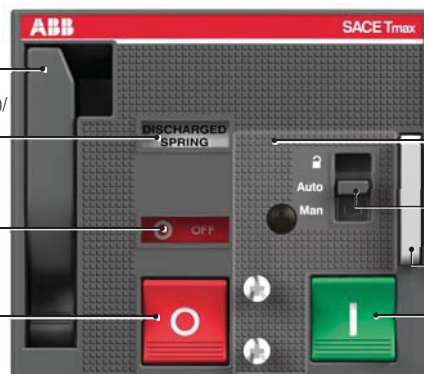 ABB
SACE Tmax
)/
DISCHARGED
SPRING
Auto
Man
O OFF
O
I